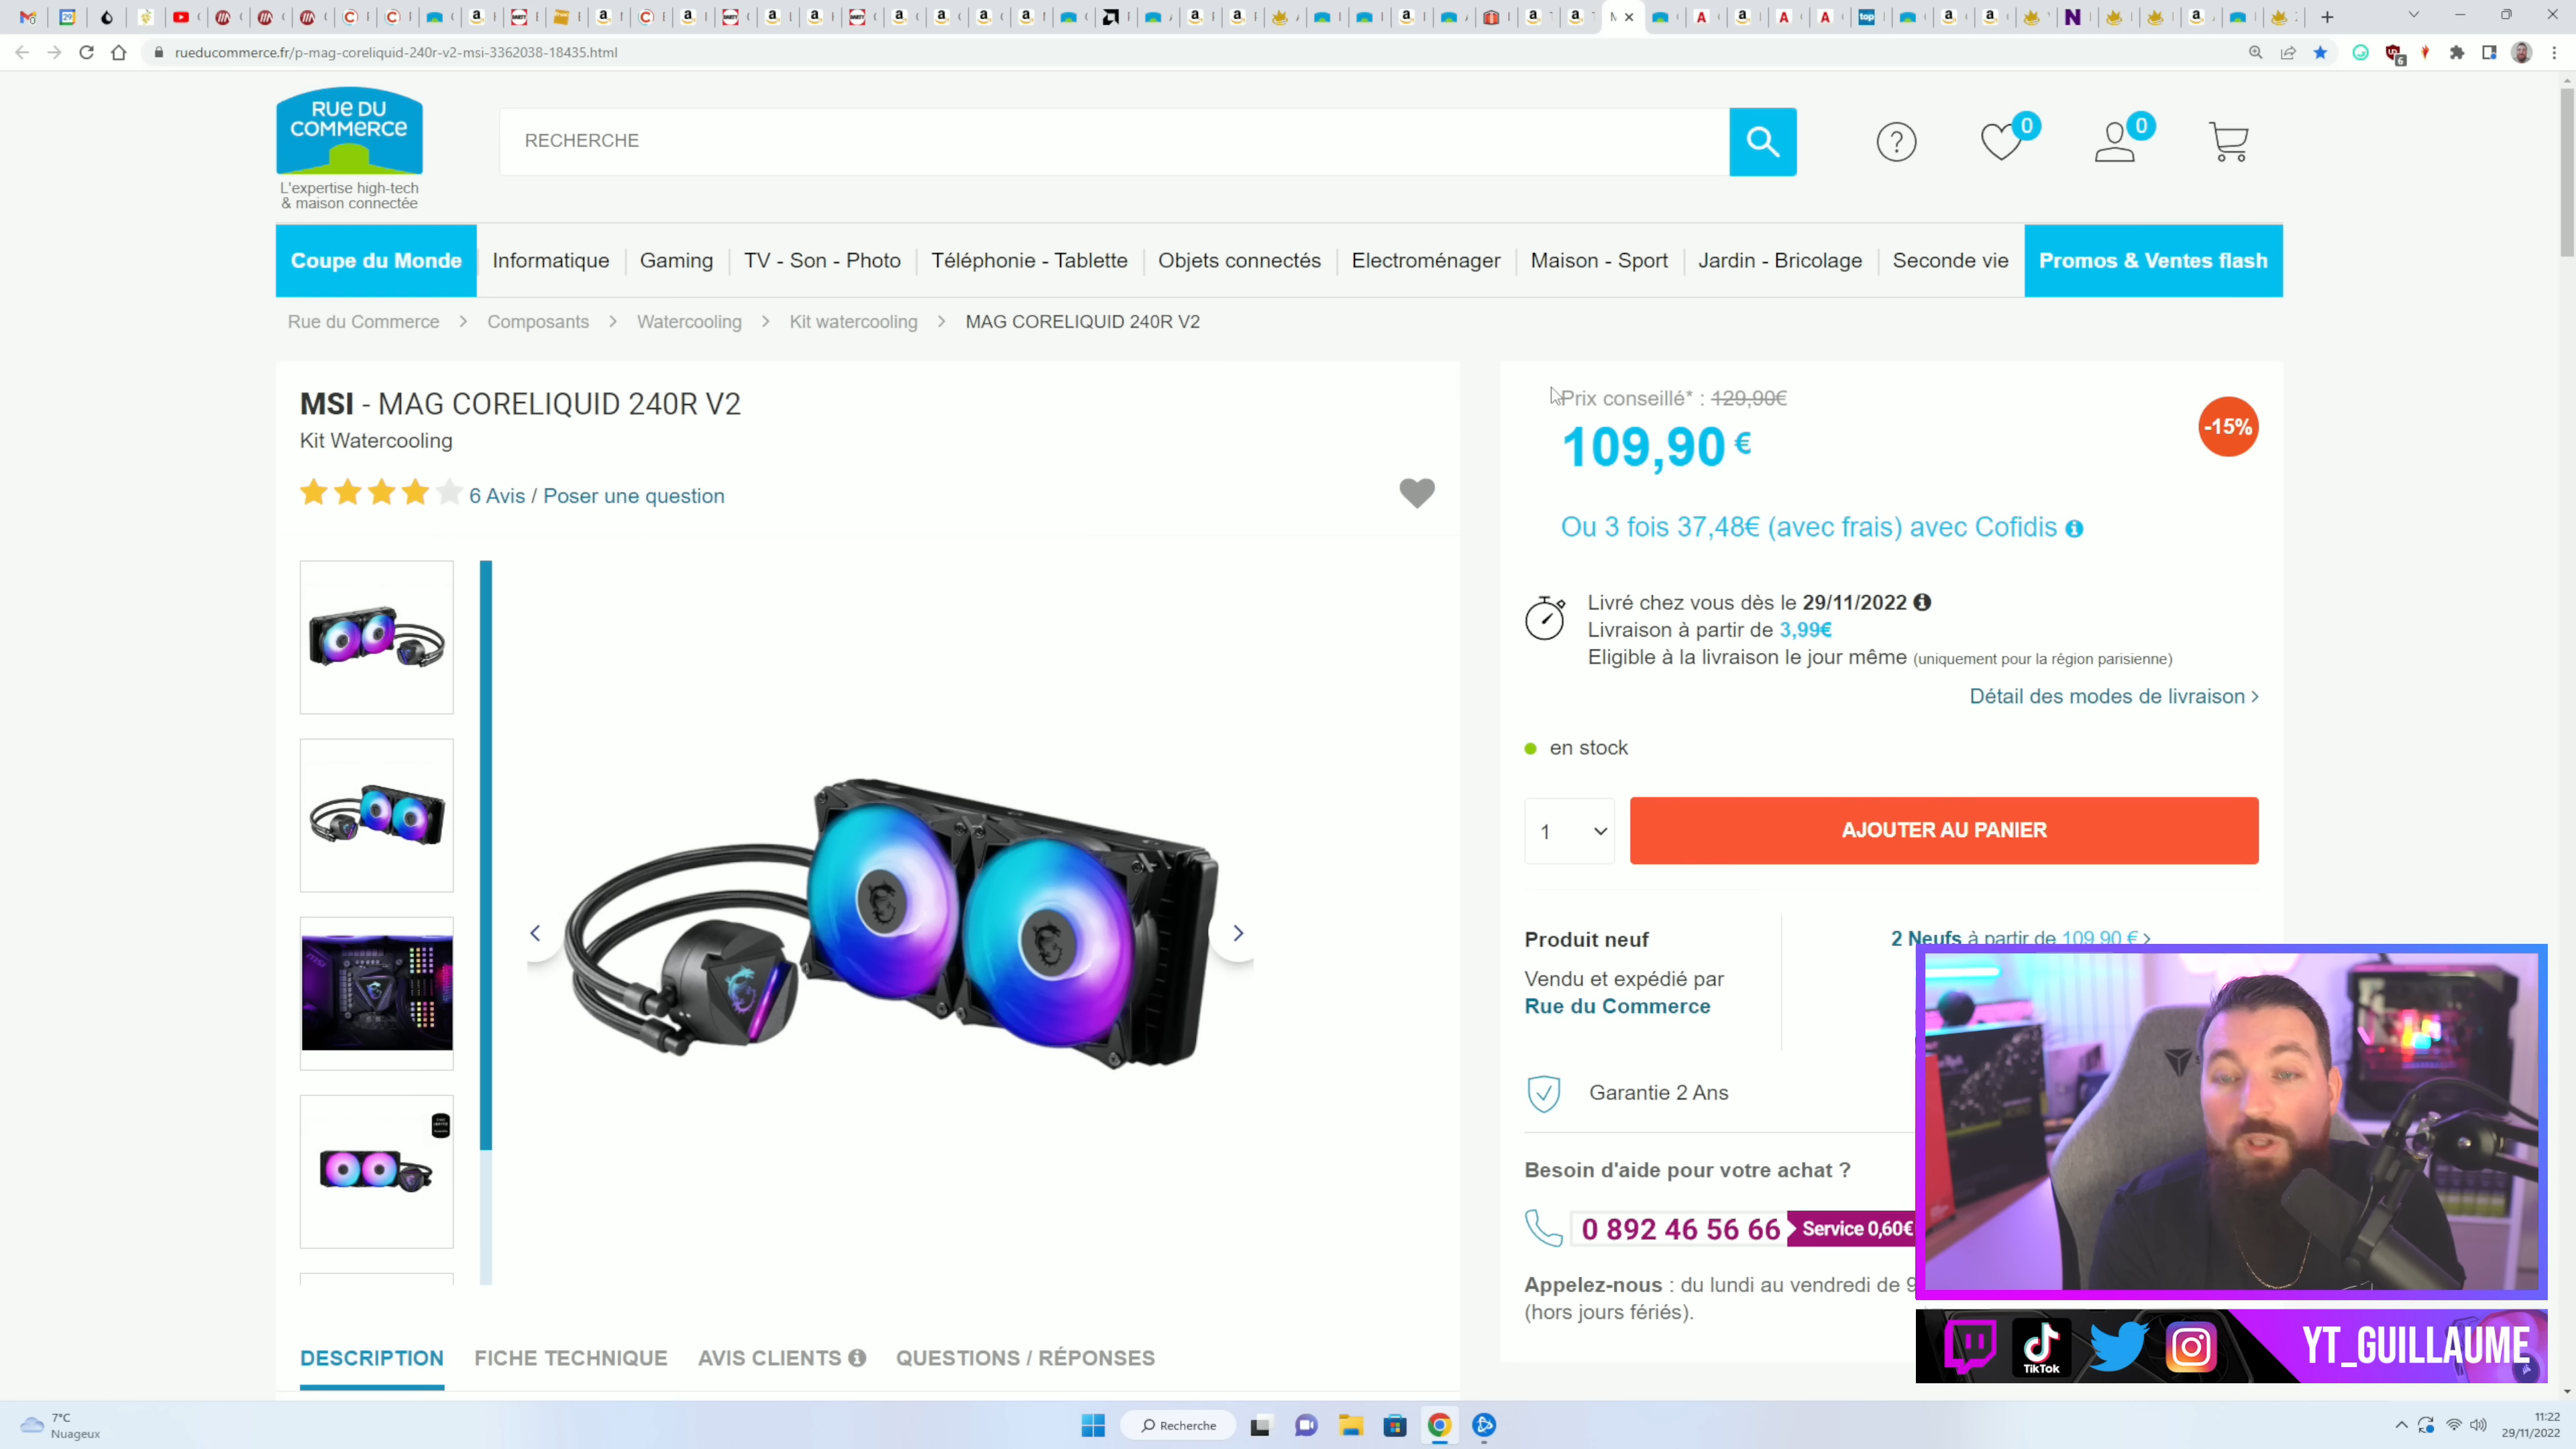 rueducommerce.fr/p-mag-coreliquid-240r-v2-msi-3362038-18435.html
6
RUE DU
COMMERCE
L'expertise high-tech
& maison connectée
RECHERCHE
?
0
0
Coupe du Monde
Informatique
Gaming
TV - Son - Photo
Téléphonie - Tablette
Objets connectés
Electroménager
Maison - Sport
Jardin - Bricolage
Seconde vie
Promos & Ventes flash
Rue du Commerce > Composants > Watercooling > Kit watercooling > MAG CORELIQUID 240R V2
MSI - MAG CORELIQUID 240R V2
Kit Watercooling
6 Avis / Poser une question
Prix conseillé* : 129,90€
109,90 €
-15%
Ou 3 fois 37,48€ (avec frais) avec Cofidis
Livré chez vous dès le 29/11/2022
Livraison à partir de 3,99€
Eligible à la livraison le jour même (uniquement pour la région parisienne)
Détail des modes de livraison >
en stock
1
AJOUTER AU PANIER
Produit neuf
2 Neufs à partir de 109,90 € >
Vendu et expédié par
Rue du Commerce
Garantie 2 Ans
Besoin d'aide pour votre achat ?
0 892 46 56 66
Service 0,60€
Appelez-nous : du lundi au vendredi de 9
(hors jours fériés).
DESCRIPTION
FICHE TECHNIQUE
AVIS CLIENTS
QUESTIONS / RÉPONSES
TikTok
YT_GUILLAUME
7°C
Nuageux
Recherche
11:22
29/11/2022